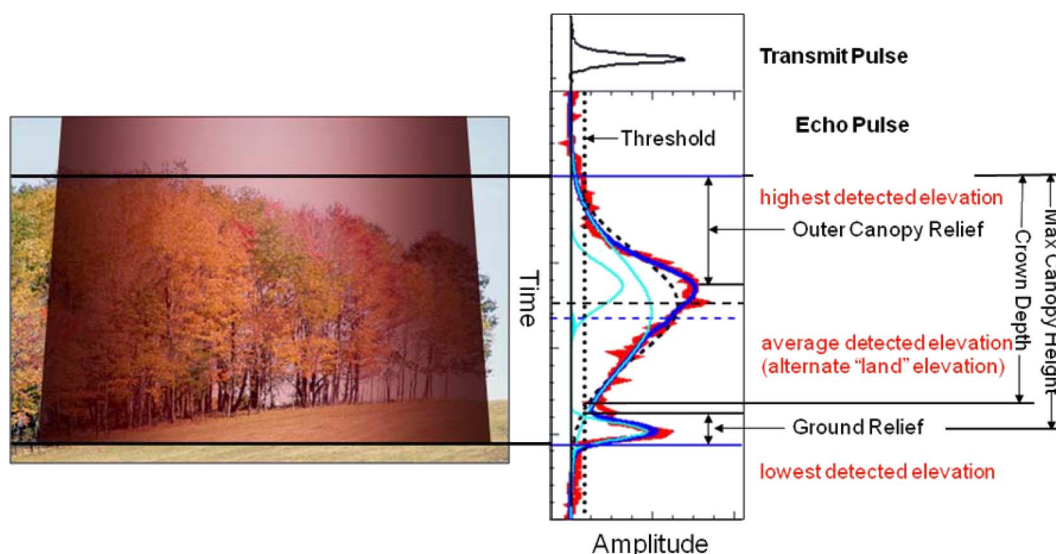 Transmit Pulse
Echo Pulse
Threshold
highest detected elevation
Outer Canopy Relief
Time
average detected elevation
(alternate “land” elevation)
Crown Depth
Max Canopy Height
Ground Relief
lowest detected elevation
Amplitude